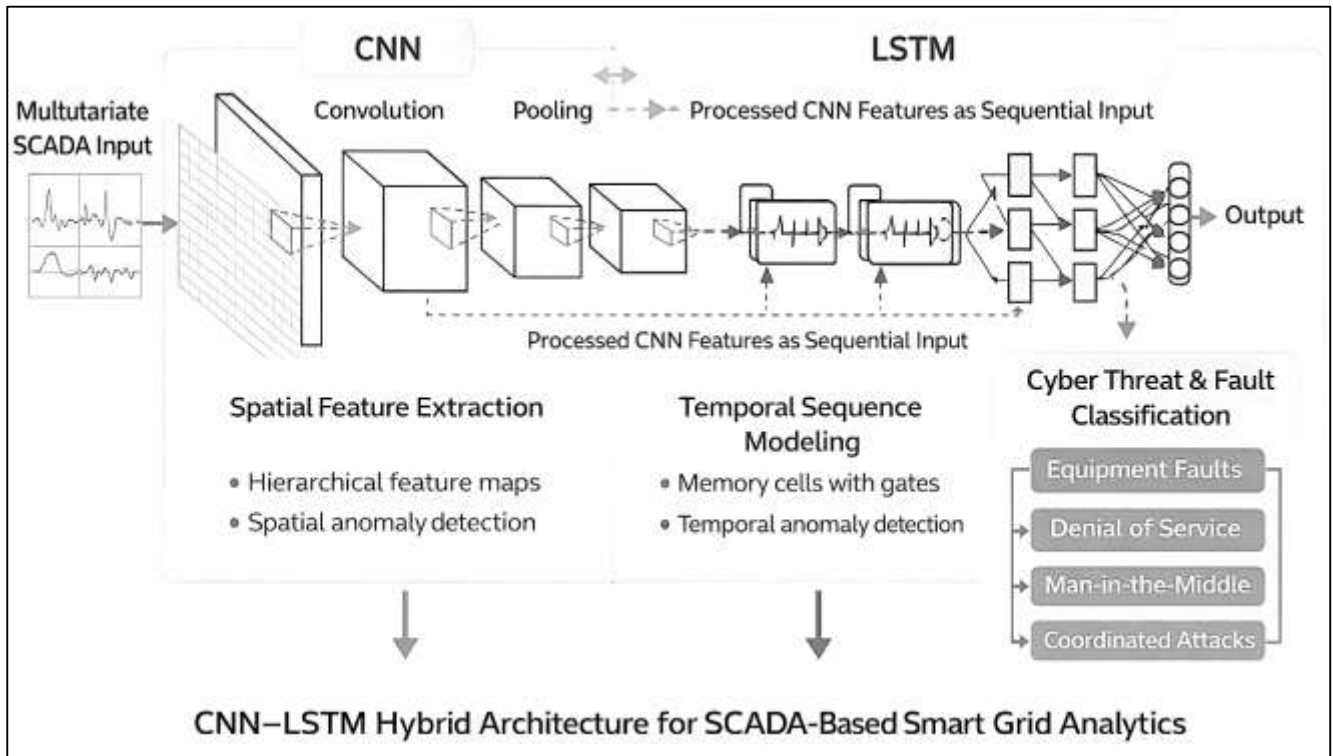 CNN
LSTM
Multutariate
SCADA Input
Convolution
Pooling
Processed CNN Features as Sequential Input
Output
Processed CNN Features as Sequential Input
Spatial Feature Extraction
• Hierarchical feature maps
• Spatial anomaly detection
Temporal Sequence
Modeling
• Memory cells with gates
• Temporal anomaly detection
Cyber Threat & Fault
Classification
Equipment Faults
Denial of Service
Man-in-the-Middle
Coordinated Attacks
CNN–LSTM Hybrid Architecture for SCADA-Based Smart Grid Analytics